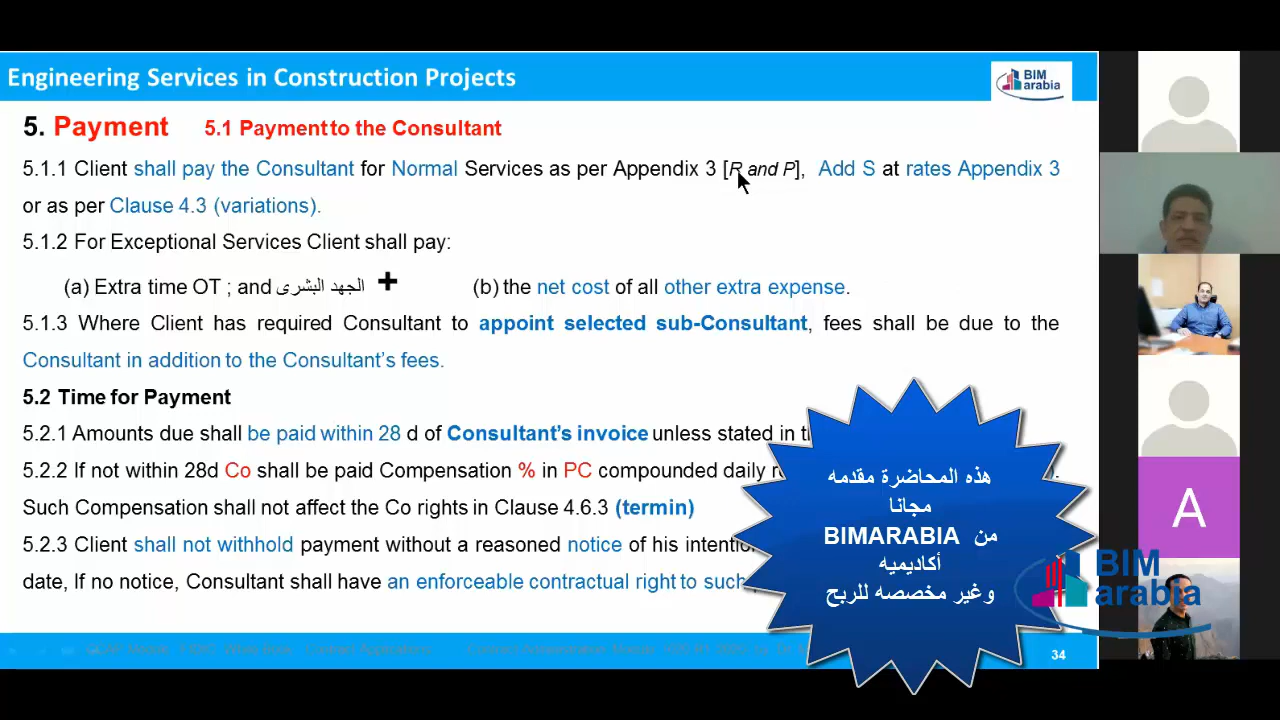 Engineering Services in Construction Projects
BIM
arabia
5. Payment 5.1 Payment to the Consultant
5.1.1 Client shall pay the Consultant for Normal Services as per Appendix 3 [R and P], Add S at rates Appendix 3
or as per Clause 4.3 (variations).
5.1.2 For Exceptional Services Client shall pay:
(a) Extra time OT ; and الجهد البشرى + (b) the net cost of all other extra expense.
5.1.3 Where Client has required Consultant to appoint selected sub-Consultant, fees shall be due to the
Consultant in addition to the Consultant's fees.
5.2 Time for Payment
5.2.1 Amounts due shall be paid within 28 d of Consultant's invoice unless stated in
5.2.2 If not within 28d Co shall be paid Compensation % in PC compounded daily
Such Compensation shall not affect the Co rights in Clause 4.6.3 (termin)
5.2.3 Client shall not withhold payment without a reasoned notice of his
date, If no notice, Consultant shall have an enforceable contractual right to such
هذه المحاضرة مقدمه
مجانا
من BIMARABIA
أكاديميه
وغير مخصصه للربح
A
BIM
arabia
34